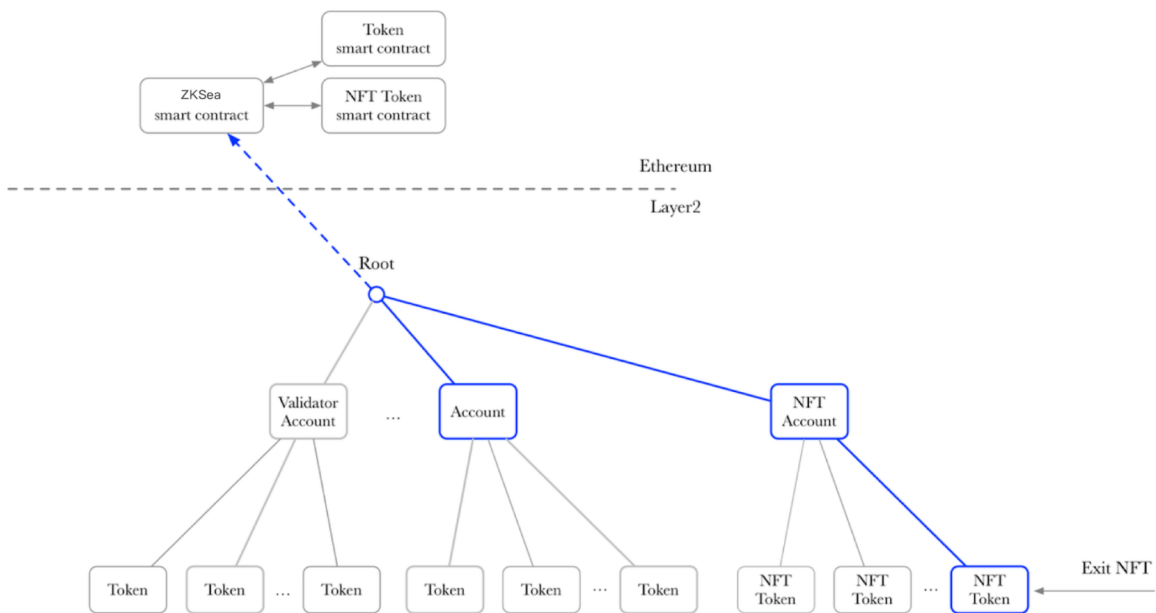 Token
smart contract
ZKSea
smart contract
NFT Token
smart contract
Ethereum
Layer2
Root
Validator
Account
...
Account
NFT
Account
Token
Token
...
Token
Token
Token
...
Token
NFT
Token
NFT
Token
...
NFT
Token
Exit NFT